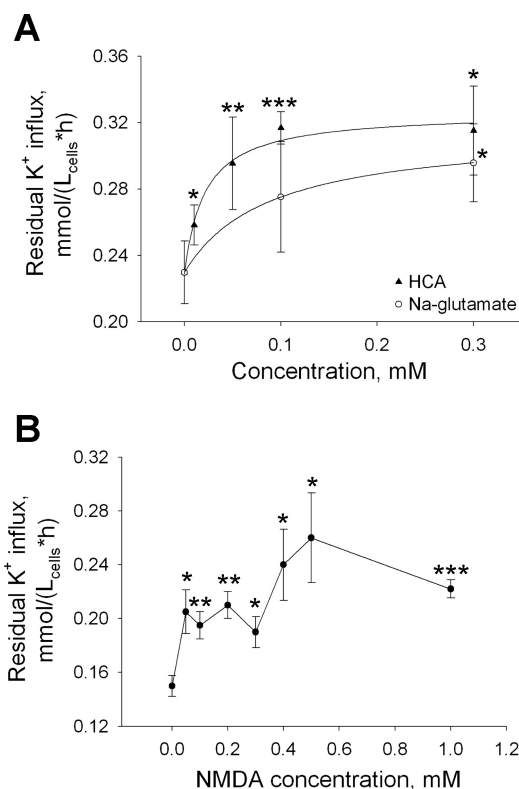 A
Residual K⁺ influx,
mmol/(Lcells*h)
0.36
0.32
0.28
0.24
0.20
*
**
***
*
*
HCA
Na-glutamate
0.0 0.1 0.2 0.3
Concentration, mM
B
Residual K⁺ influx,
mmol/(Lcells*h)
0.32
0.28
0.24
0.20
0.16
0.12
*
**
**
*
*
*
***
0.0 0.2 0.4 0.6 0.8 1.0 1.2
NMDA concentration, mM